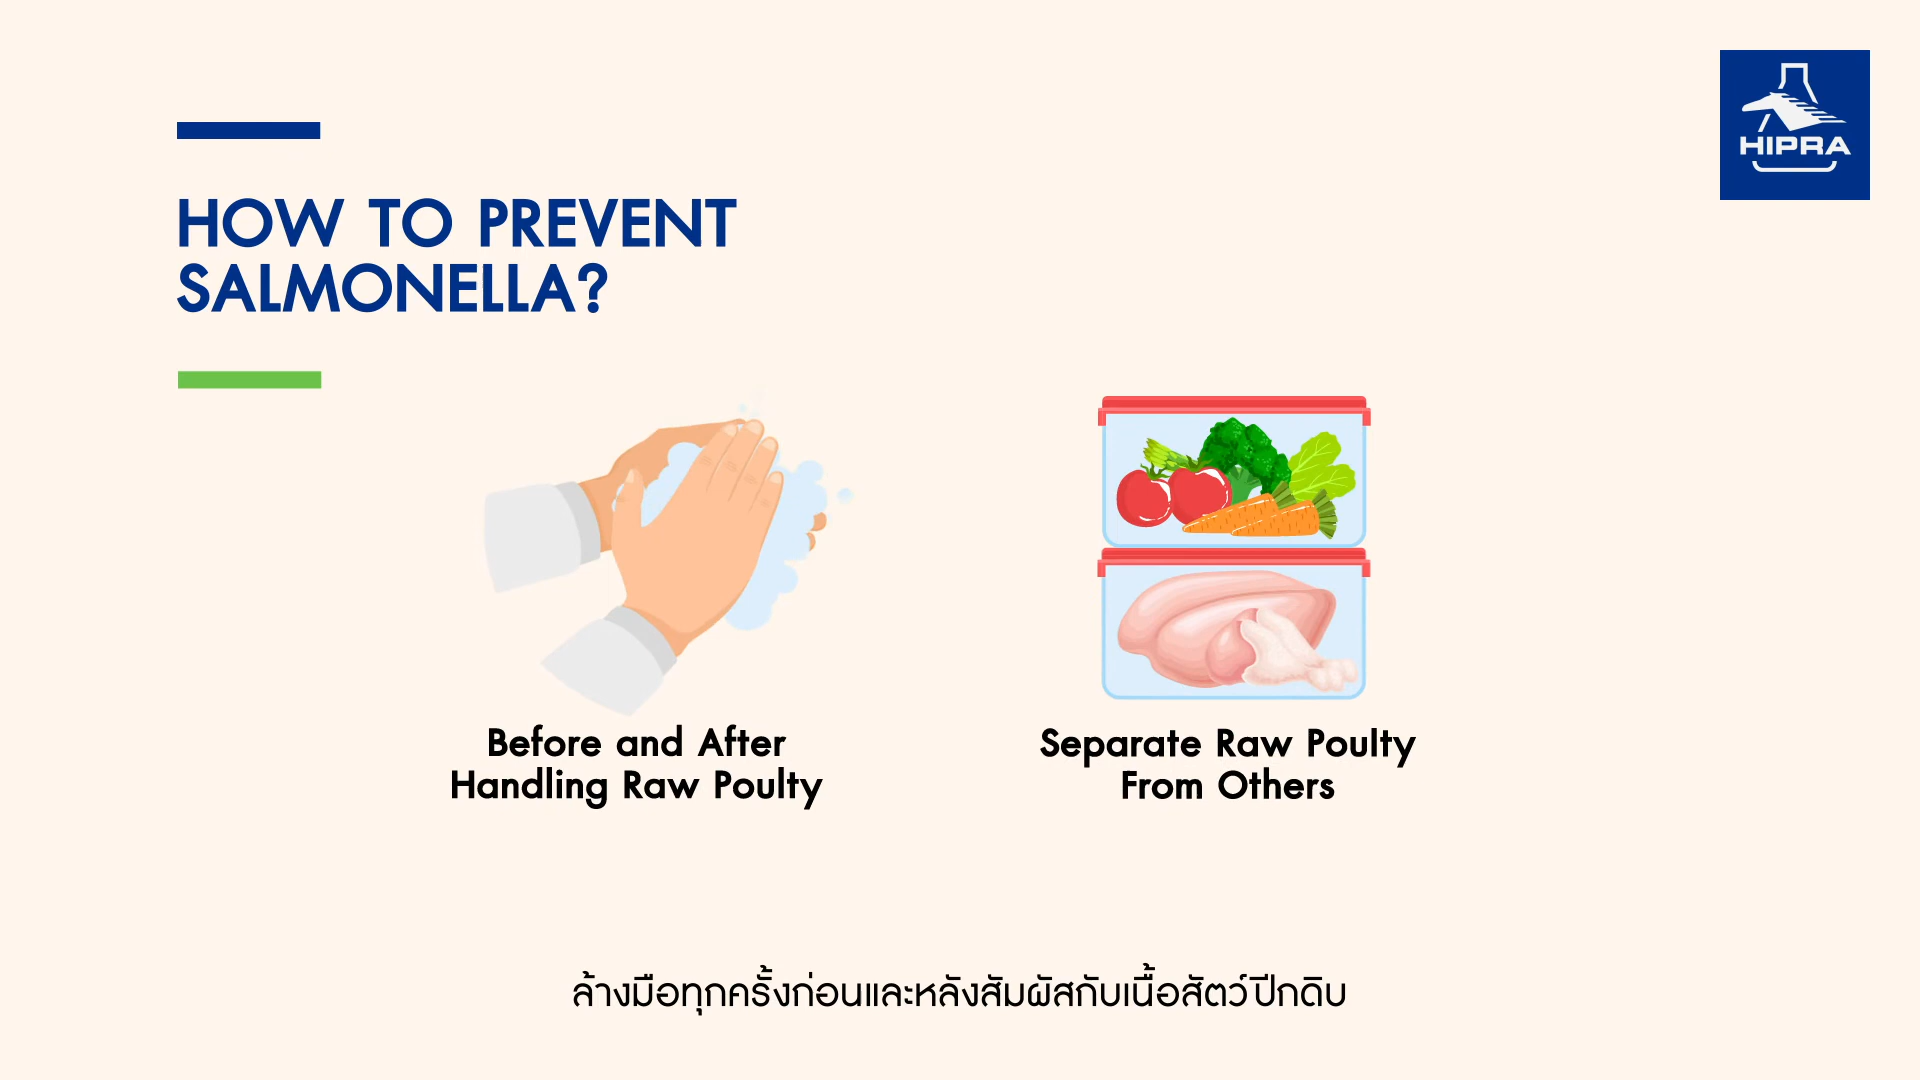 HIPRA
HOW TO PREVENT
SALMONELLA?
Before and After
Handling Raw Poulty
Separate Raw Poulty
From Others
ล้างมือทุกครั้งก่อนและหลังสัมผัสกับเนื้อสัตว์ปีกดิบ